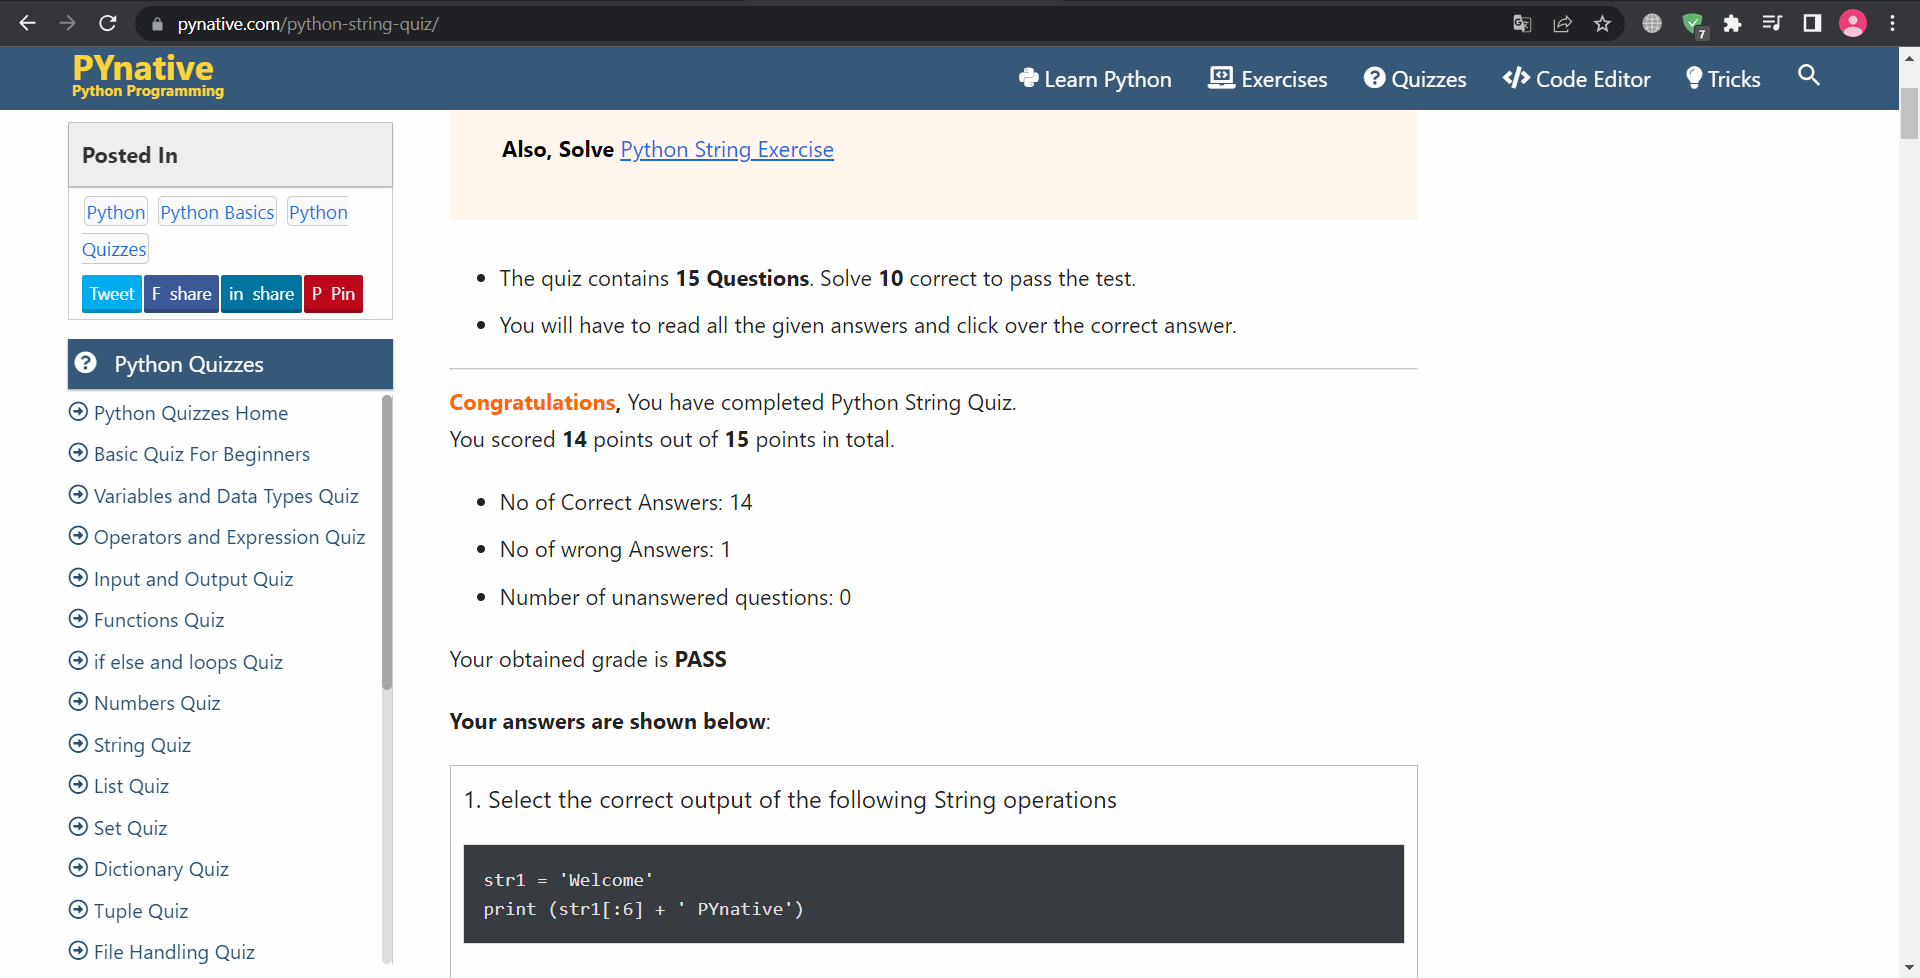 pynative.com/python-string-quiz/
7
PYnative
Python Programming
Learn Python
Exercises
Quizzes
Code Editor
Tricks
Posted In
Python Python Basics Python
Quizzes
Tweet F share in share P Pin
Python Quizzes
Python Quizzes Home
Basic Quiz For Beginners
Variables and Data Types Quiz
Operators and Expression Quiz
Input and Output Quiz
Functions Quiz
if else and loops Quiz
Numbers Quiz
String Quiz
List Quiz
Set Quiz
Dictionary Quiz
Tuple Quiz
File Handling Quiz
Also, Solve Python String Exercise
The quiz contains 15 Questions. Solve 10 correct to pass the test.
You will have to read all the given answers and click over the correct answer.
Congratulations, You have completed Python String Quiz.
You scored 14 points out of 15 points in total.
No of Correct Answers: 14
No of wrong Answers: 1
Number of unanswered questions: 0
Your obtained grade is PASS
Your answers are shown below:
1. Select the correct output of the following String operations
str1 = 'Welcome'
print (str1[:6] + ' PYnative')